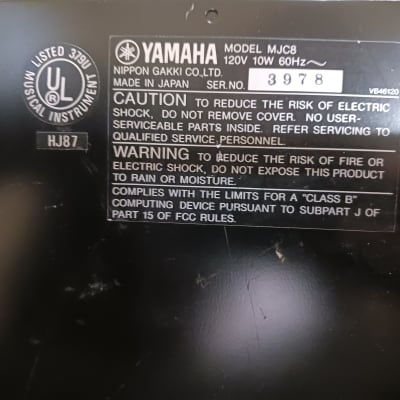 LISTED 379U
UL
®
MUSICAL INSTRUMENT
HJ87
YAMAHA MODEL MJC8
120V 10W 60Hz~
NIPPON GAKKI CO.,LTD.
MADE IN JAPAN SER.NO. 3978
VB46120
CAUTION TO REDUCE THE RISK OF ELECTRIC
SHOCK, DO NOT REMOVE COVER. NO USER-
SERVICEABLE PARTS INSIDE. REFER SERVICING TO
QUALIFIED SERVICE PERSONNEL.
WARNING TO REDUCE THE RISK OF FIRE OR
ELECTRIC SHOCK, DO NOT EXPOSE THIS PRODUCT
TO RAIN OR MOISTURE.
COMPLIES WITH THE LIMITS FOR A "CLASS B"
COMPUTING DEVICE PURSUANT TO SUBPART J OF
PART 15 OF FCC RULES.